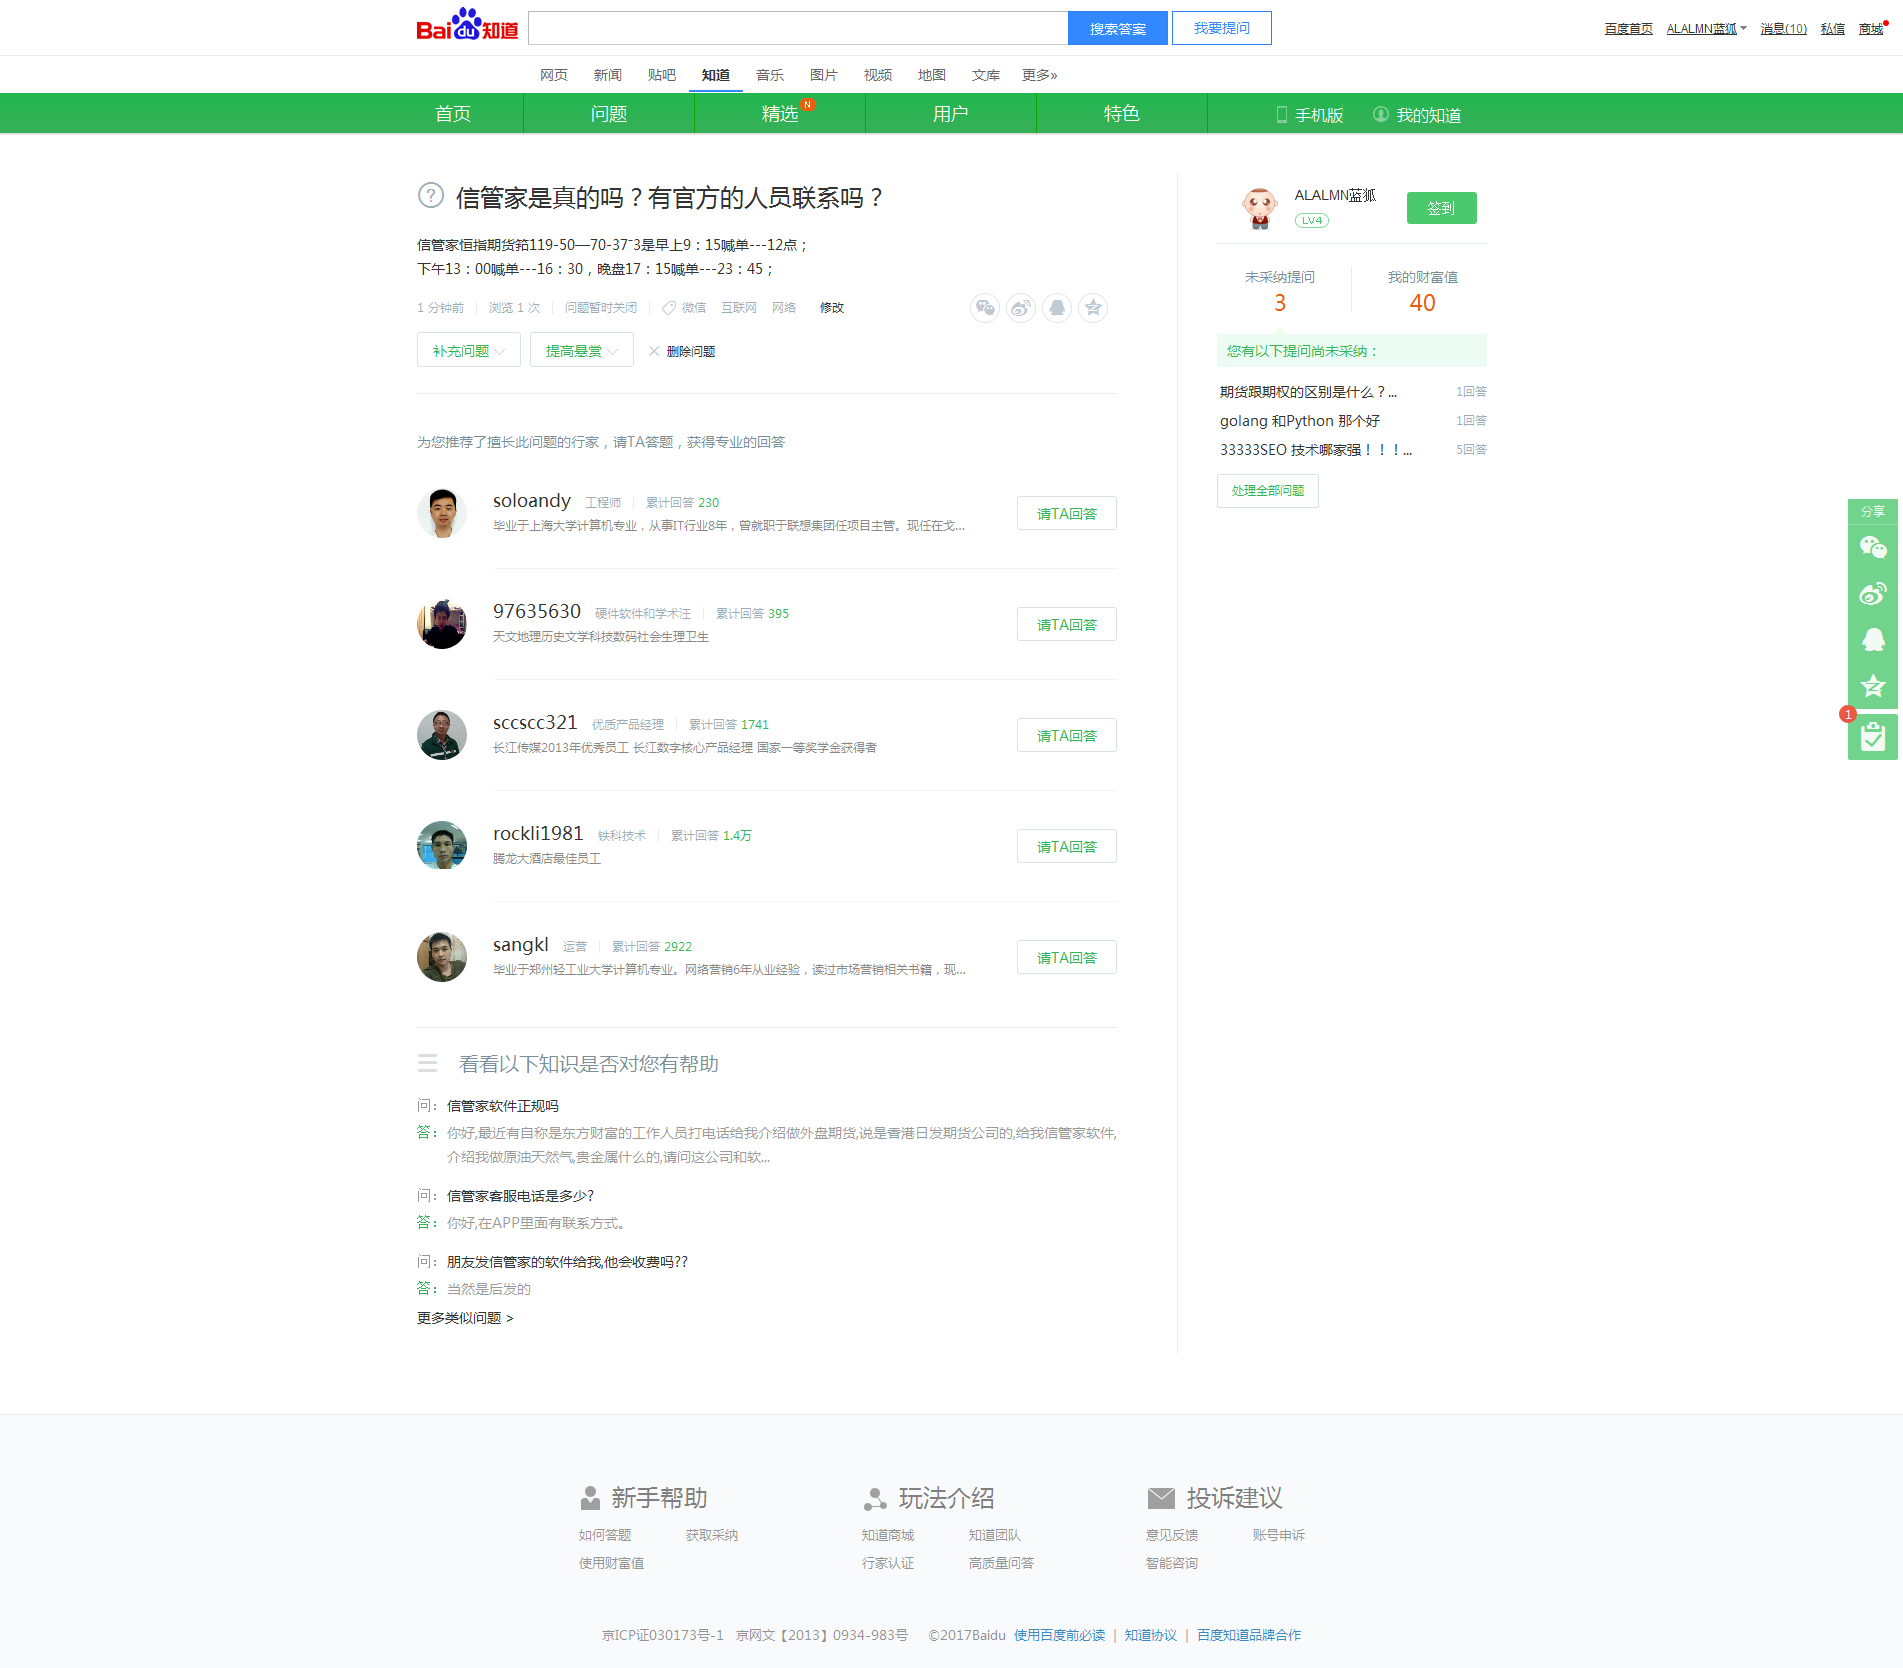 Bai du 知道
搜索答案
我要提问
百度首页 ALALMN蓝狐 消息(10) 私信 商城
网页 新闻 贴吧 知道 音乐 图片 视频 地图 文库 更多»
首页 问题 精选 N 用户 特色 手机版 我的知道
信管家是真的吗？有官方的人员联系吗？
下午13：00喊单---16：30，晚盘17：15喊单---23：45；
1 分钟前 浏览 1 次 问题暂时关闭 微信 互联网 网络 修改
补充问题 提高悬赏 删除问题
为您推荐了擅长此问题的行家，请TA答题，获得专业的回答
soloandy 工程师 累计回答 230
毕业于上海大学计算机专业，从事IT行业8年，曾就职于联想集团任项目主管。现任在戈...
请TA回答
97635630 硬件软件和学术汪 累计回答 395
天文地理历史文学科技数码社会生理卫生
请TA回答
sccscc321 优质产品经理 累计回答 1741
长江传媒2013年优秀员工 长江数字核心产品经理 国家一等奖学金获得者
请TA回答
rockli1981 铁科技术 累计回答 1.4万
腾龙大酒店最佳员工
请TA回答
sangkl 运营 累计回答 2922
毕业于郑州轻工业大学计算机专业。网络营销6年从业经验，读过市场营销相关书籍，现...
请TA回答
看看以下知识是否对您有帮助
问： 信管家软件正规吗
答： 你好,最近有自称是东方财富的工作人员打电话给我介绍做外盘期货,说是香港日发期货公司的,给我信管家软件,
介绍我做原油天然气,贵金属什么的,请问这公司和软...
问： 信管家客服电话是多少?
答： 你好,在APP里面有联系方式。
问： 朋友发信管家的软件给我,他会收费吗??
答： 当然是后发的
更多类似问题 >
ALALMN蓝狐
LV4
签到
未采纳提问 我的财富值
3 40
您有以下提问尚未采纳：
期货跟期权的区别是什么？... 1回答
golang 和Python 那个好 1回答
33333SEO 技术哪家强！！！... 5回答
处理全部问题
分享
1
新手帮助 玩法介绍 投诉建议
如何答题 获取采纳 知道商城 知道团队 意见反馈 账号申诉
使用财富值 行家认证 高质量问答 智能咨询
京ICP证030173号-1 京网文【2013】0934-983号 ©2017Baidu 使用百度前必读 | 知道协议 | 百度知道品牌合作